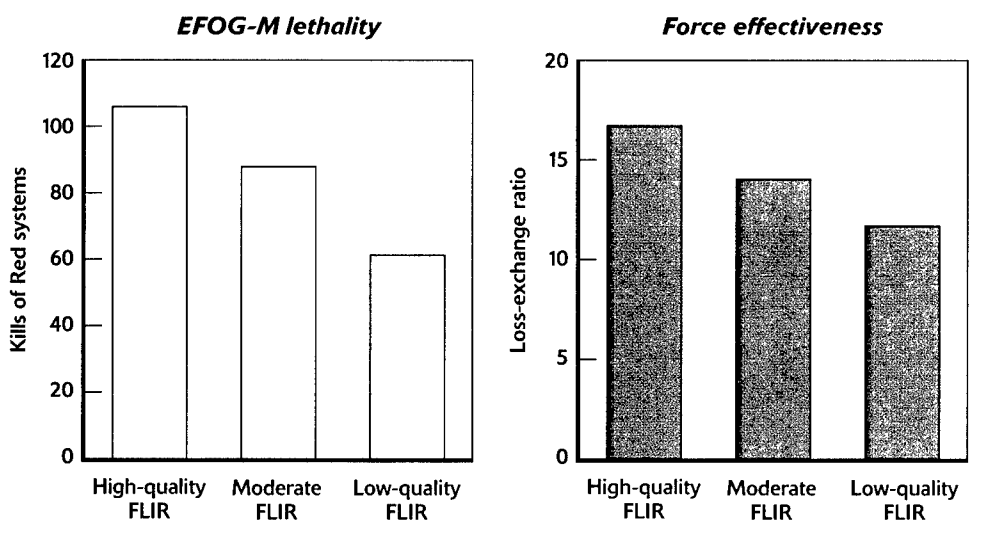 EFOG-M lethality
Kills of Red systems
120
100
80
60
40
20
0
High-quality
FLIR
Moderate
FLIR
Low-quality
FLIR
Force effectiveness
Loss-exchange ratio
20
15
10
5
0
High-quality
FLIR
Moderate
FLIR
Low-quality
FLIR